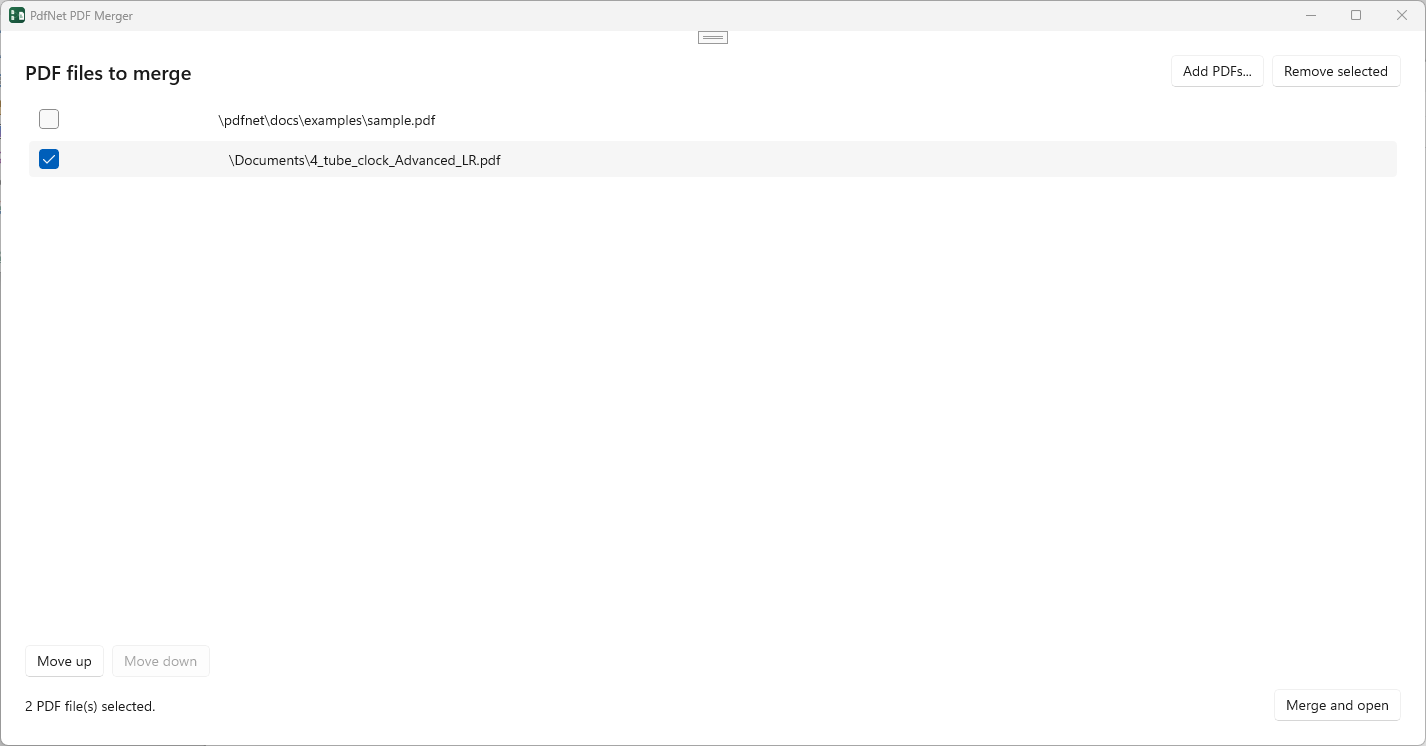 PdfNet PDF Merger
PDF files to merge
Add PDFs... Remove selected
\pdfnet\docs\examples\sample.pdf
\Documents\4_tube_clock_Advanced_LR.pdf
Move up Move down
2 PDF file(s) selected.
Merge and open